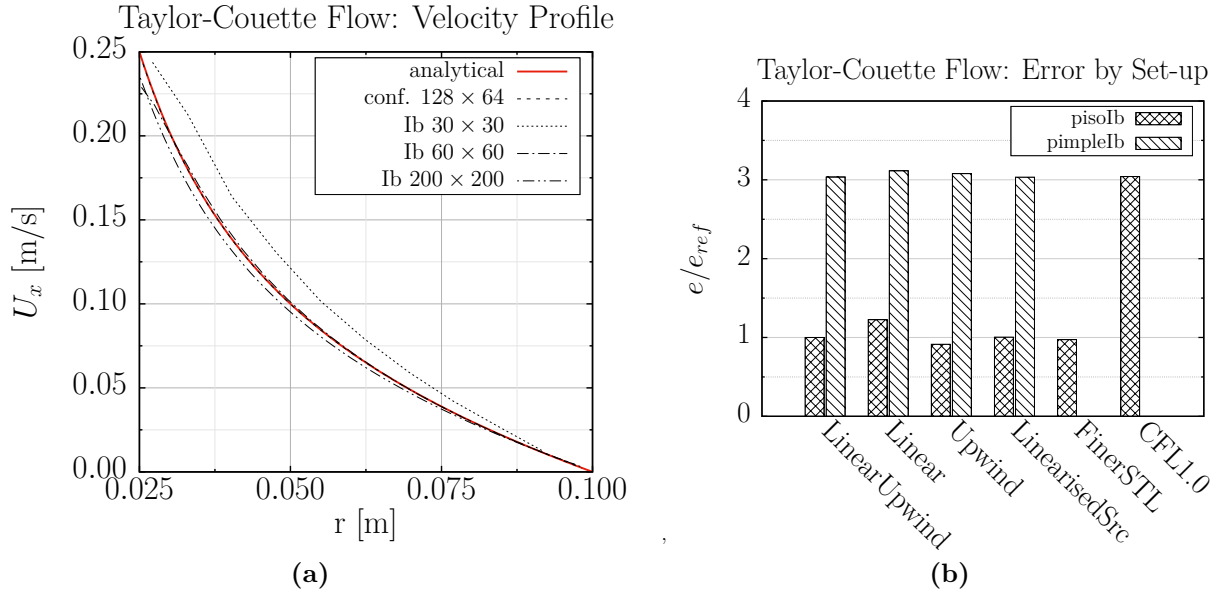 Taylor-Couette Flow: Velocity Profile
0.25
0.20
0.15
0.10
0.05
0.00
U_x [m/s]
analytical
conf. 128 × 64
Ib 30 × 30
Ib 60 × 60
Ib 200 × 200
0.025 0.050 0.075 0.100
r [m]
(a)
,
Taylor-Couette Flow: Error by Set-up
4
3
2
1
0
e/e_ref
pisoIb
pimpleIb
LinearUpwind
Linear
Upwind
LinearisedSrc
FinerSTL
CFL1.0
(b)